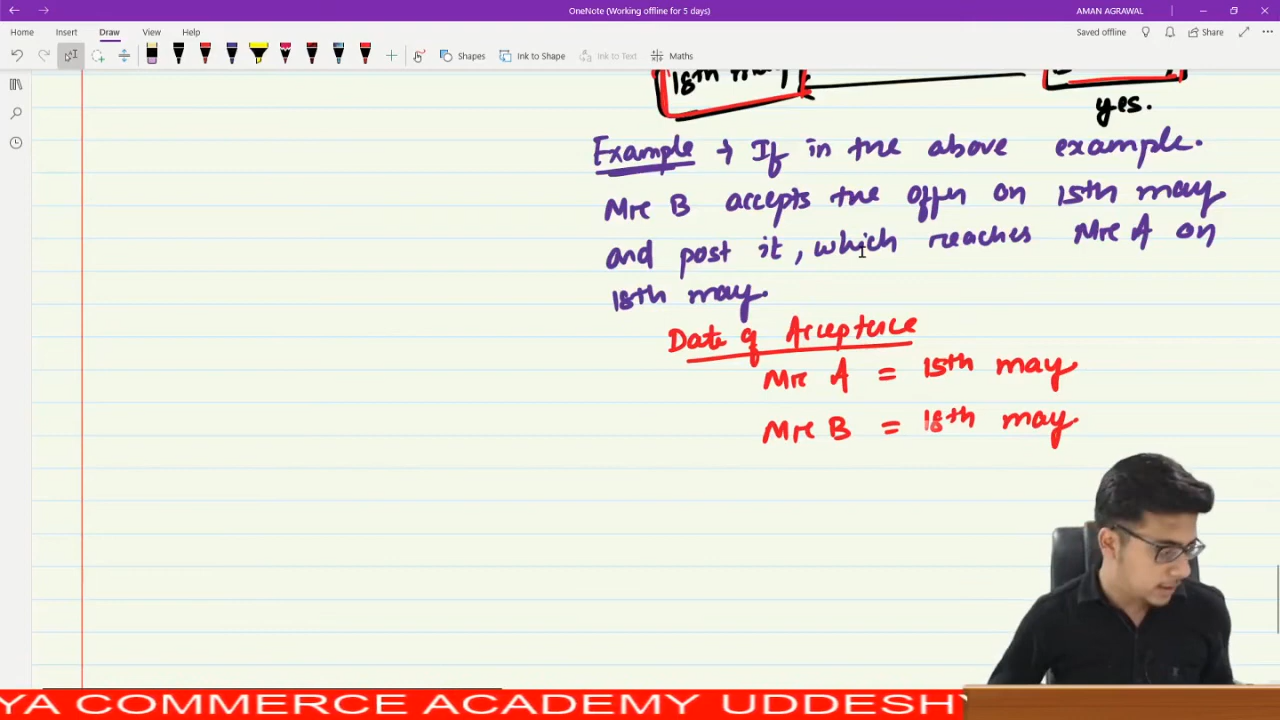 OneNote (Working offline for 5 days)
AMAN AGRAWAL
Home Insert Draw View Help
Saved offline
Share
Shapes
Ink to Shape
Ink to Text
Maths
18th may
yes.
Example → If in the above example.
Mr B accepts the offer on 15th may
and post it, which reaches Mr A on
18th may.
Date of Acceptence
Mr A = 15th may
Mr B = 18th may.
YA COMMERCE ACADEMY UDDESHY